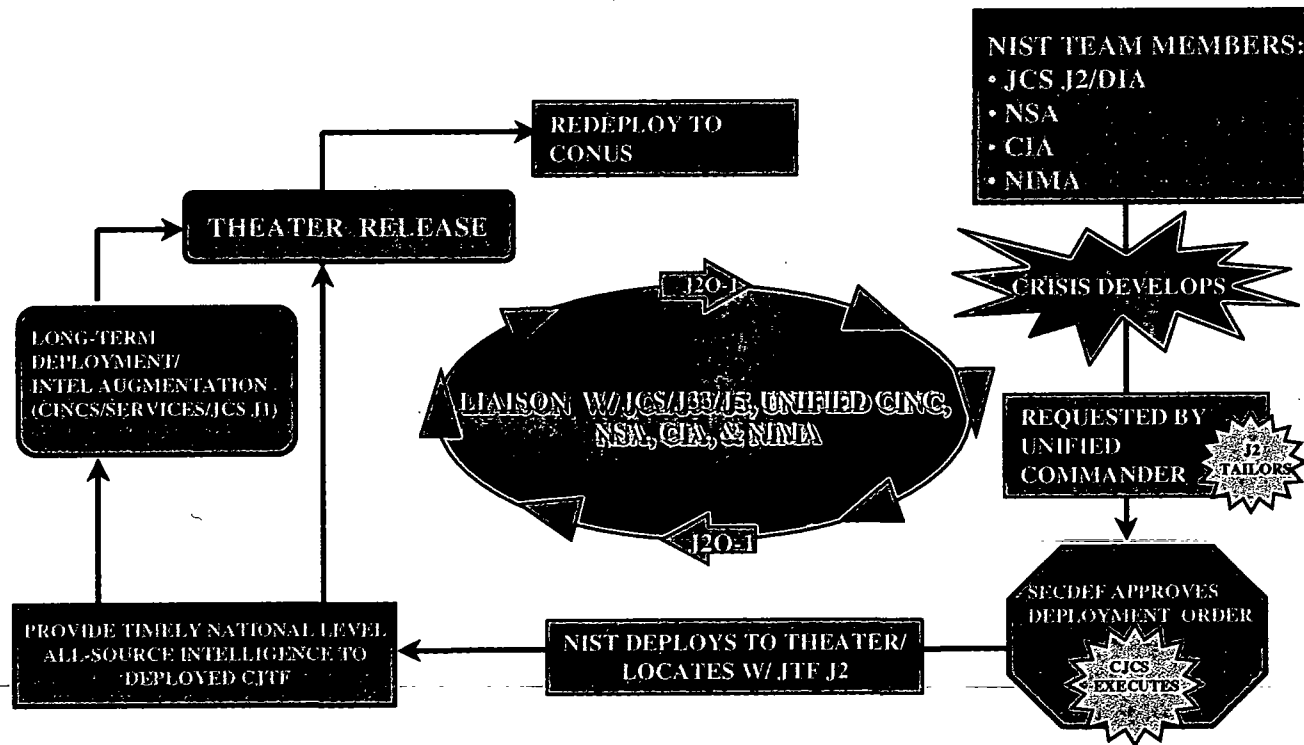 NIST TEAM MEMBERS:
• JCS J2/DIA
• NSA
• CIA
• NIMA
CRISIS DEVELOPS
REQUESTED BY
UNIFIED
COMMANDER
J2
TAILORS
SECDEF APPROVES
DEPLOYMENT ORDER
CJCS
EXECUTES
NIST DEPLOYS TO THEATER/
LOCATES W/ JTF J2
PROVIDE TIMELY NATIONAL LEVEL
ALL-SOURCE INTELLIGENCE TO
DEPLOYED CJTF
LONG-TERM
DEPLOYMENT/
INTEL AUGMENTATION
(CINCS/SERVICES/JCS J1)
THEATER RELEASE
REDEPLOY TO
CONUS
J2O-1
LIAISON W/ JCS/J33/J3, UNIFIED CINC,
NSA, CIA, & NIMA
J2O-1